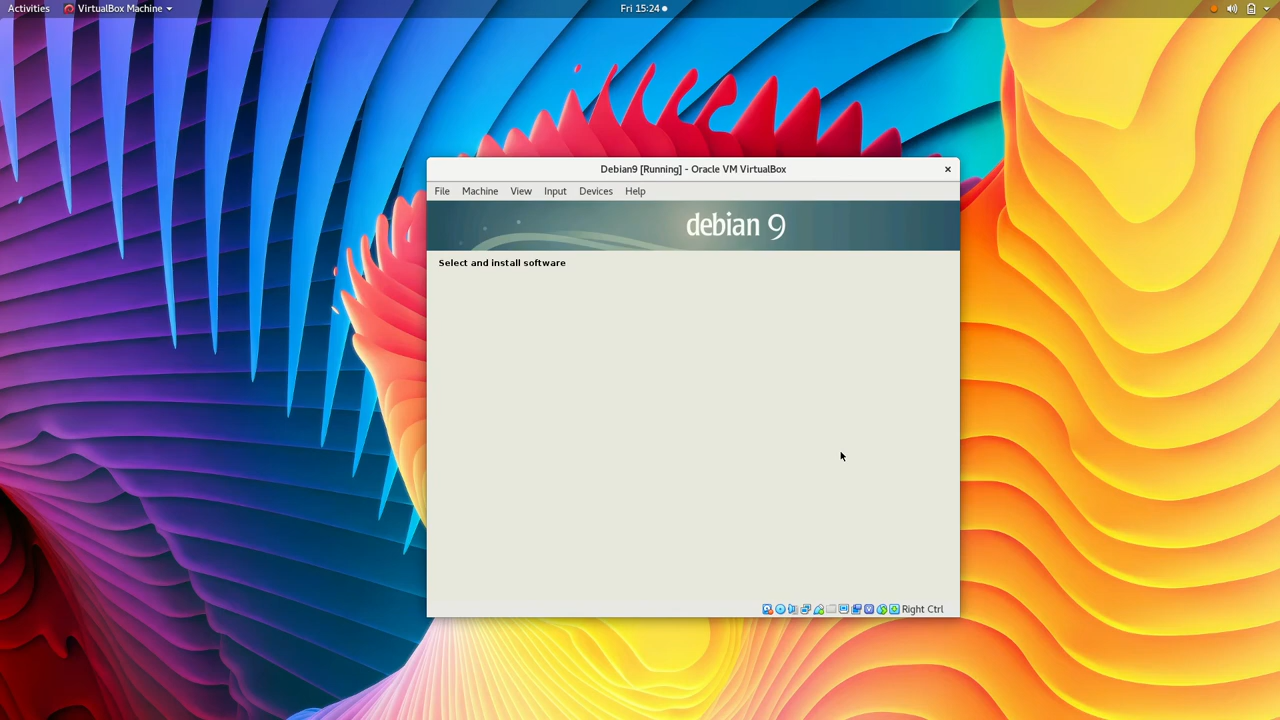 Activities VirtualBox Machine Fri 15:24
Debian9 [Running] - Oracle VM VirtualBox
File Machine View Input Devices Help
debian 9
Select and install software
Right Ctrl